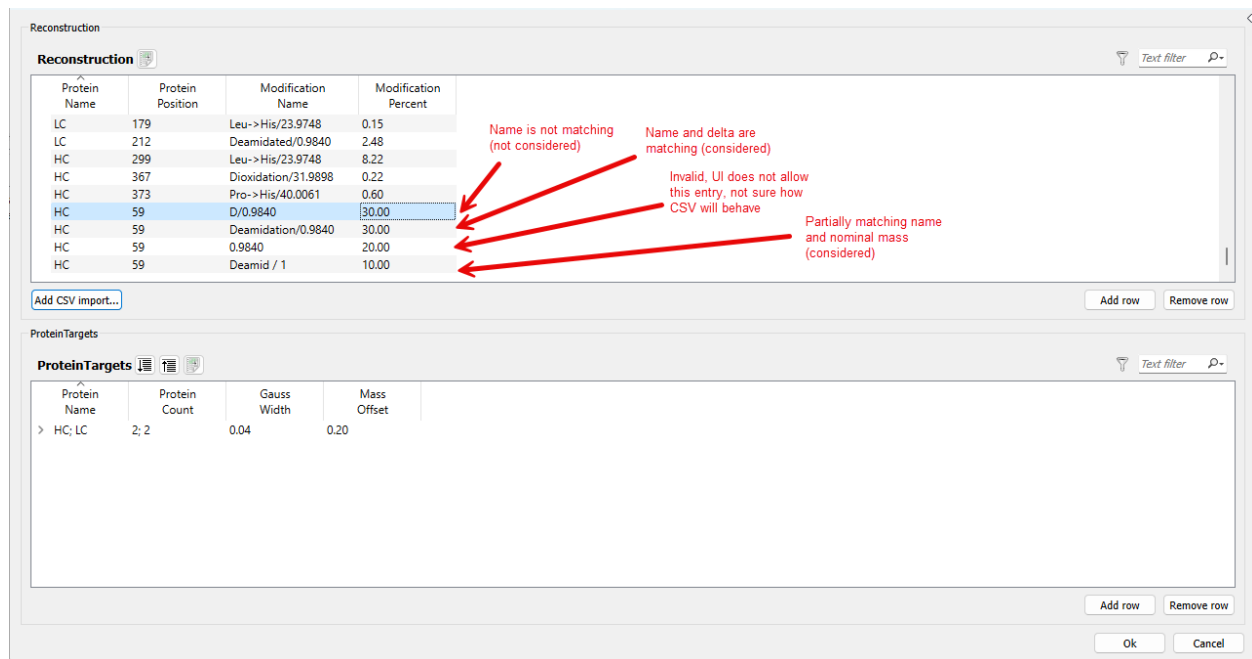 Reconstruction
Reconstruction
Text filter
Protein Name
Protein Position
Modification Name
Modification Percent
LC 179 Leu->His/23.9748 0.15
LC 212 Deamidated/0.9840 2.48
HC 299 Leu->His/23.9748 8.22
HC 367 Dioxidation/31.9898 0.22
HC 373 Pro->His/40.0061 0.60
HC 59 D/0.9840 30.00
HC 59 Deamidation/0.9840 30.00
HC 59 0.9840 20.00
HC 59 Deamid / 1 10.00
Name is not matching
(not considered)
Name and delta are
matching (considered)
Invalid, UI does not allow
this entry, not sure how
CSV will behave
Partially matching name
and nominal mass
(considered)
Add CSV import...
Add row
Remove row
ProteinTargets
ProteinTargets
Text filter
Protein Name
Protein Count
Gauss Width
Mass Offset
> HC; LC 2; 2 0.04 0.20
Add row
Remove row
Ok
Cancel